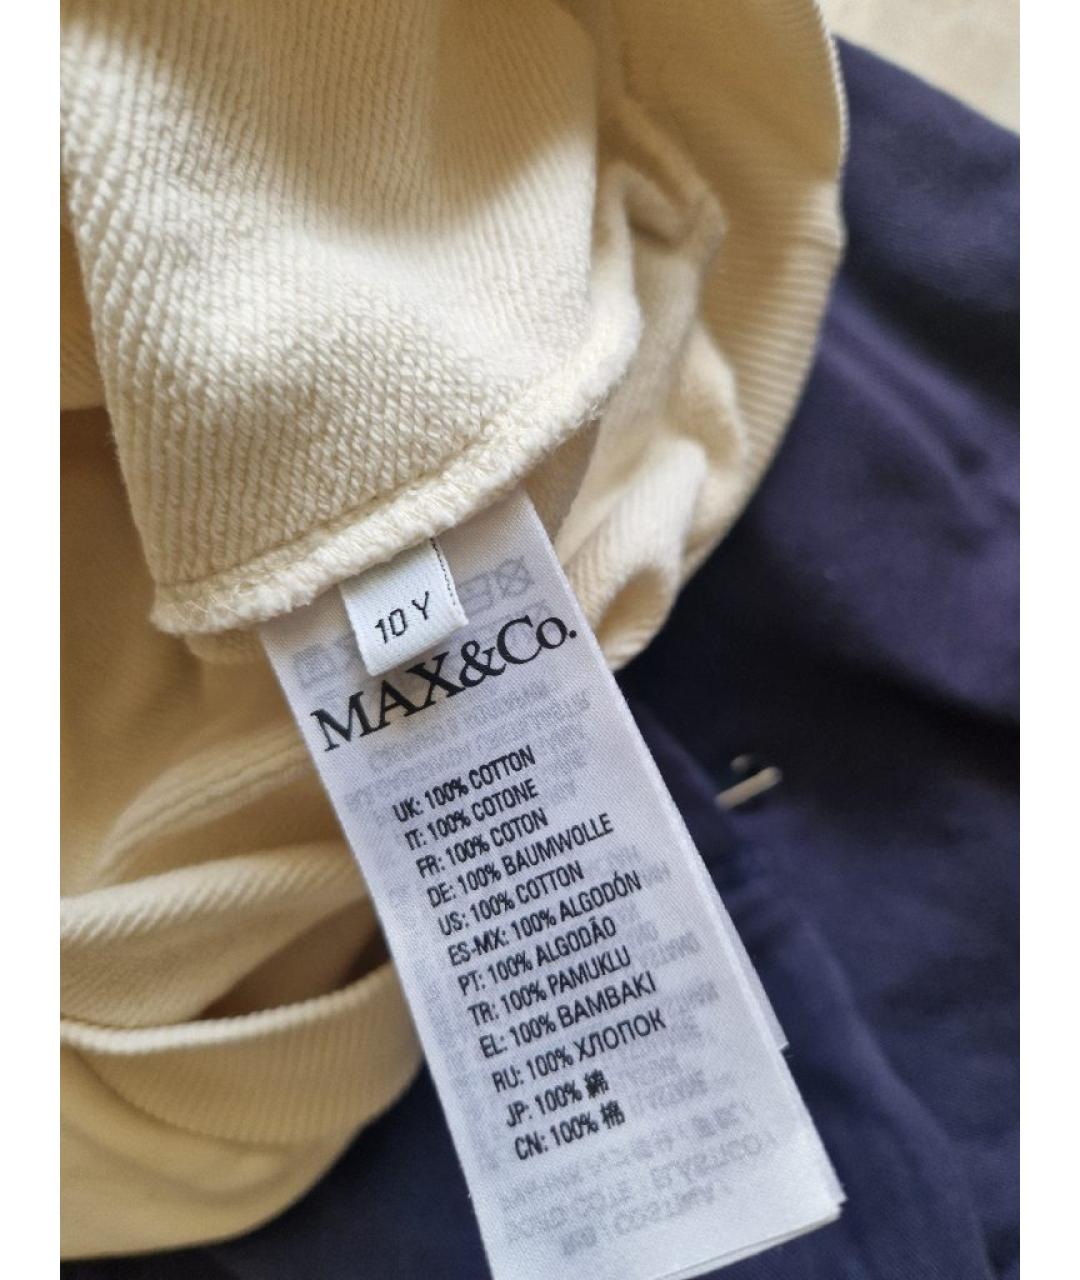 10 Y
MAX&Co.
UK: 100% COTTON
IT: 100% COTONE
FR: 100% COTON
DE: 100% BAUMWOLLE
US: 100% COTTON
ES-MX: 100% ALGODÓN
PT: 100% ALGODÃO
TR: 100% PAMUKLU
EL: 100% ΒΑΜΒΑΚΙ
RU: 100% ХЛОПОК
JP: 100% 綿
CN: 100% 棉